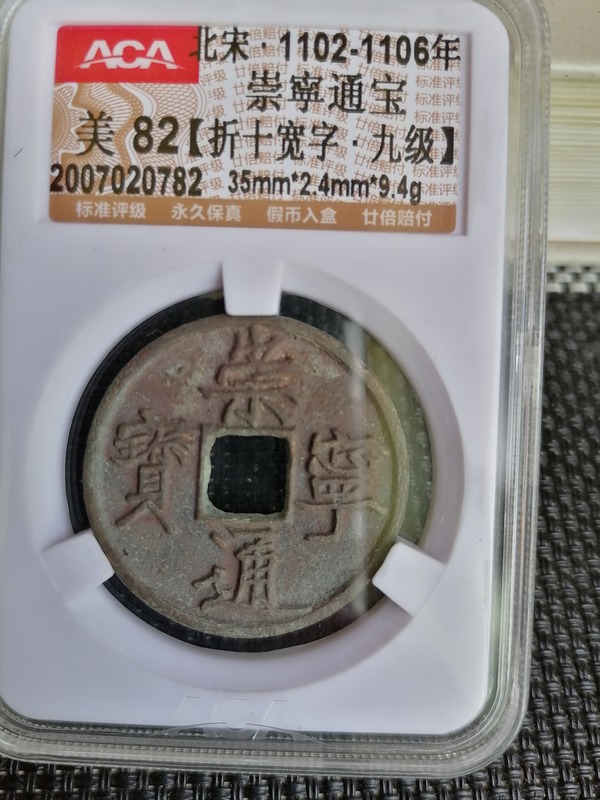 ACA 北宋·1102-1106年
崇寧通宝
美 82【折十宽字·九级】
2007020782 35mm*2.4mm*9.4g
标准评级 永久保真 假币入盒 廿倍赔付
崇
寶 寧
通
ACA